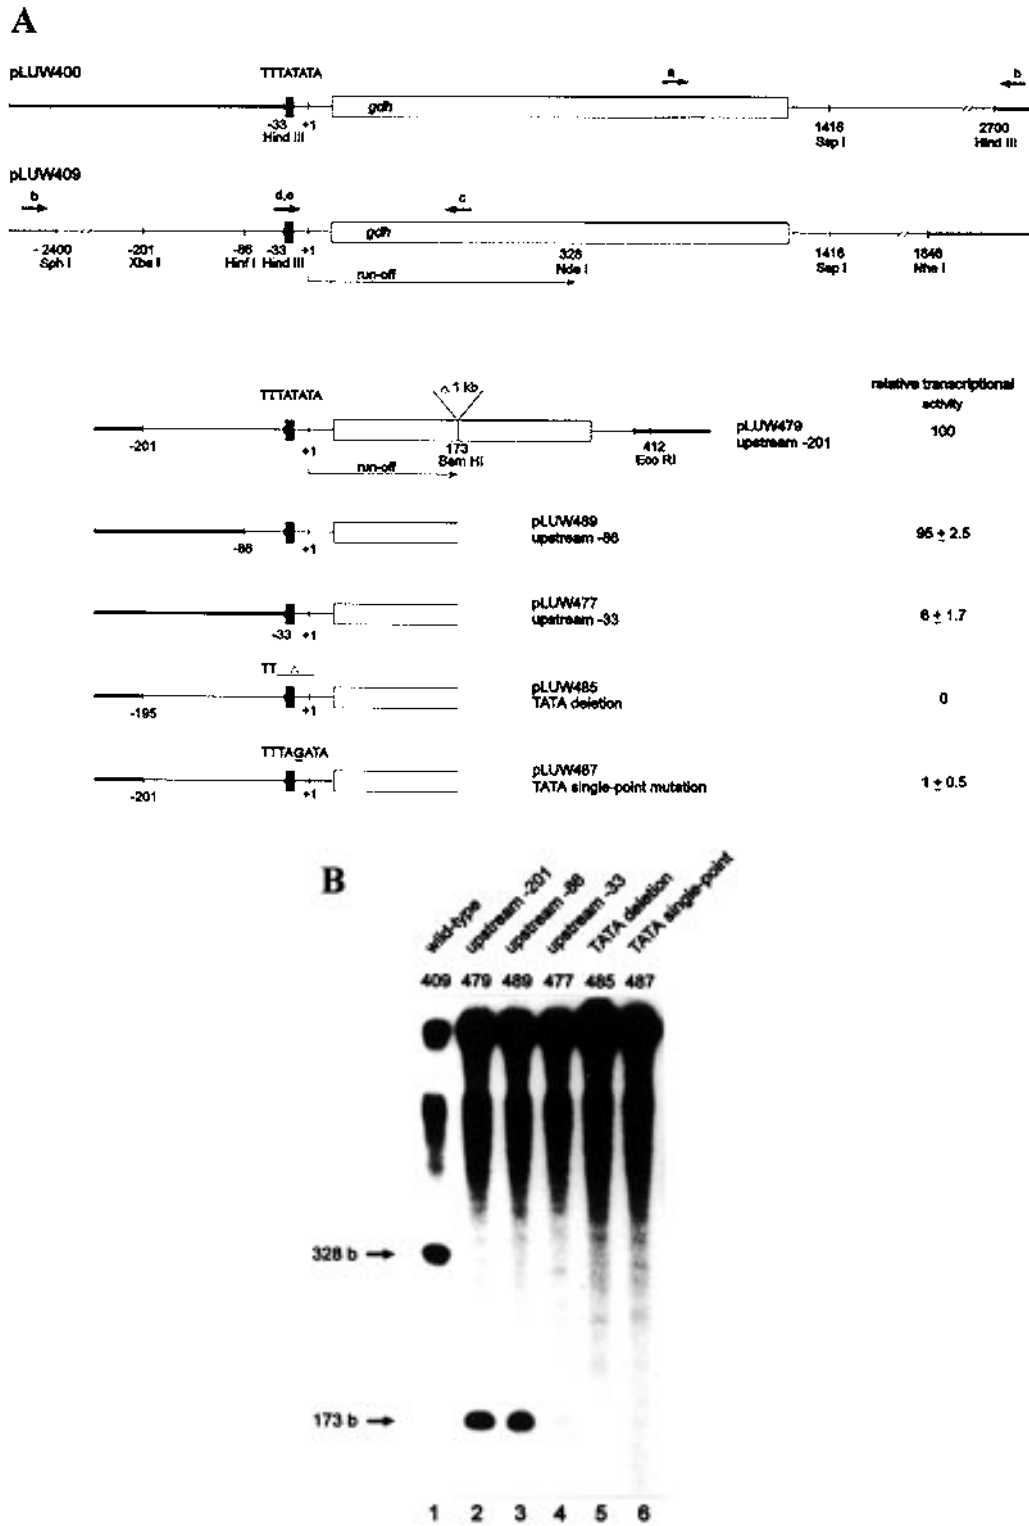 A
pLUW400
TTTATATA
a
b
gdh
-33 +1
Hind III
1416
Ssp I
2700
Hind III
pLUW409
b
d,e
c
gdh
-2400
Sph I
-201
Xba II
-86
Hinf I
-33 +1
Hind III
328
Nde I
1416
Ssp I
1846
Nhe I
run-off
TTTATATA
1 kb
relative transcriptional
activity
-201
+1
173
Bam HI
412
Eco RI
pLUW479
upstream -201
100
run-off
-86
+1
pLUW489
upstream -86
95 ± 2.5
-33 +1
pLUW477
upstream -33
6 ± 1.7
TT
-195
+1
pLUW485
TATA deletion
0
TTTAGATA
-201
+1
pLUW487
TATA single-point mutation
1 ± 0.5
B
wild-type
upstream -201
upstream -86
upstream -33
TATA deletion
TATA single-point
409 479 489 477 485 487
328 b
173 b
1 2 3 4 5 6